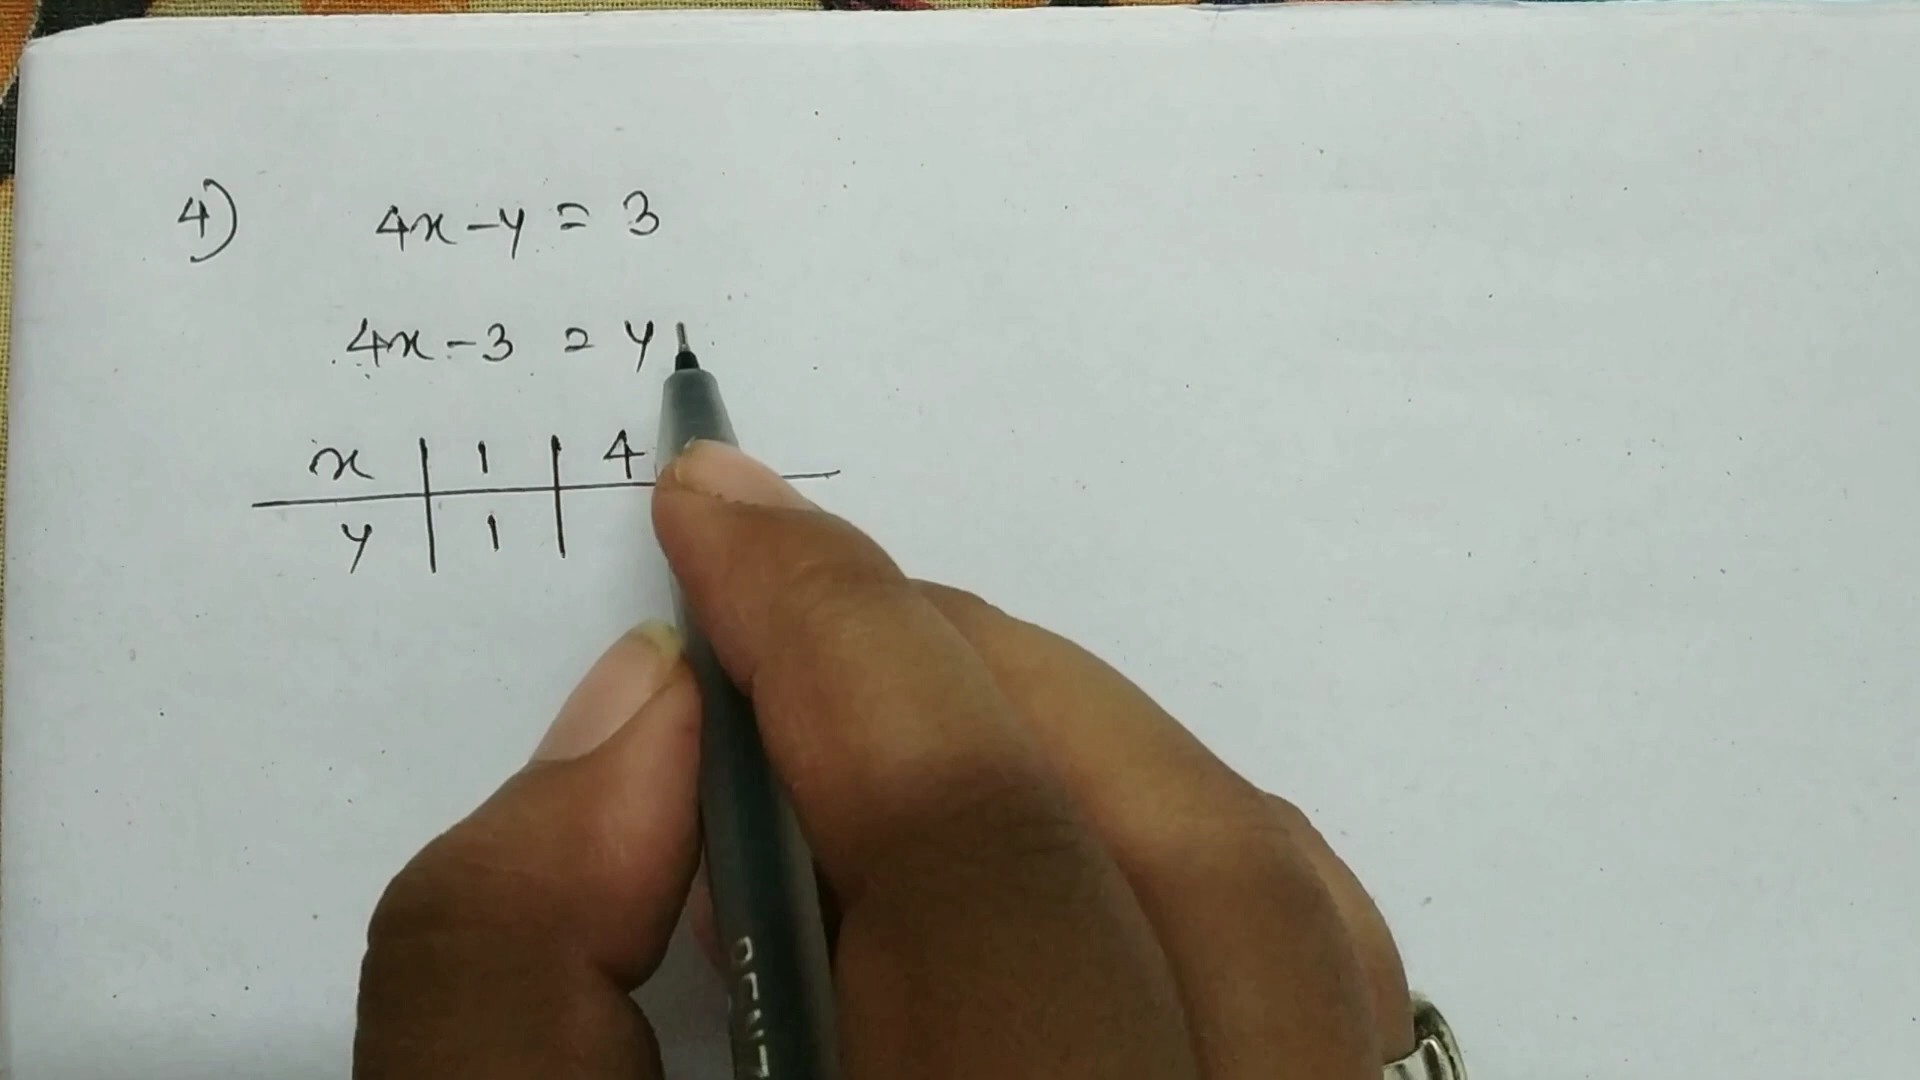 4) 4x-y = 3
4x-3 = y
x | 1 | 4
y | 1 |